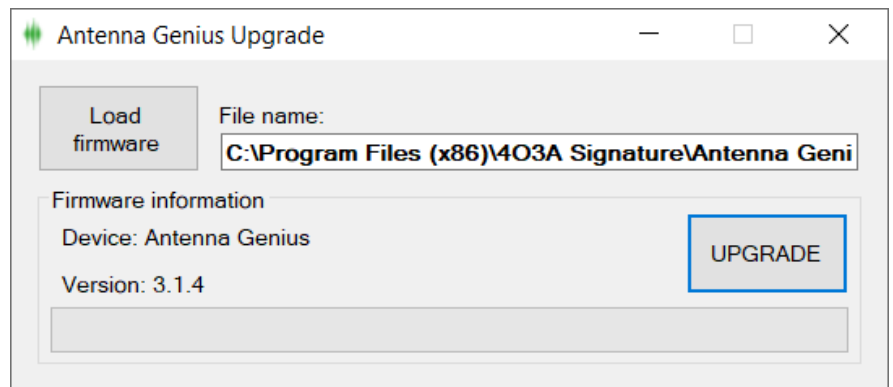 Antenna Genius Upgrade
Load
firmware
File name:
C:\Program Files (x86)\4O3A Signature\Antenna Geni
Firmware information
Device: Antenna Genius
UPGRADE
Version: 3.1.4